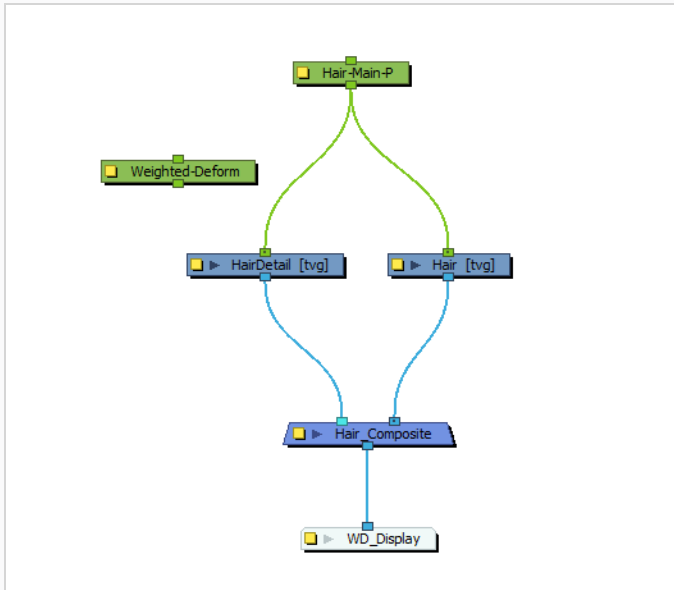 Hair-Main-P
Weighted-Deform
HairDetail [tvg]
Hair [tvg]
Hair_Composite
WD_Display